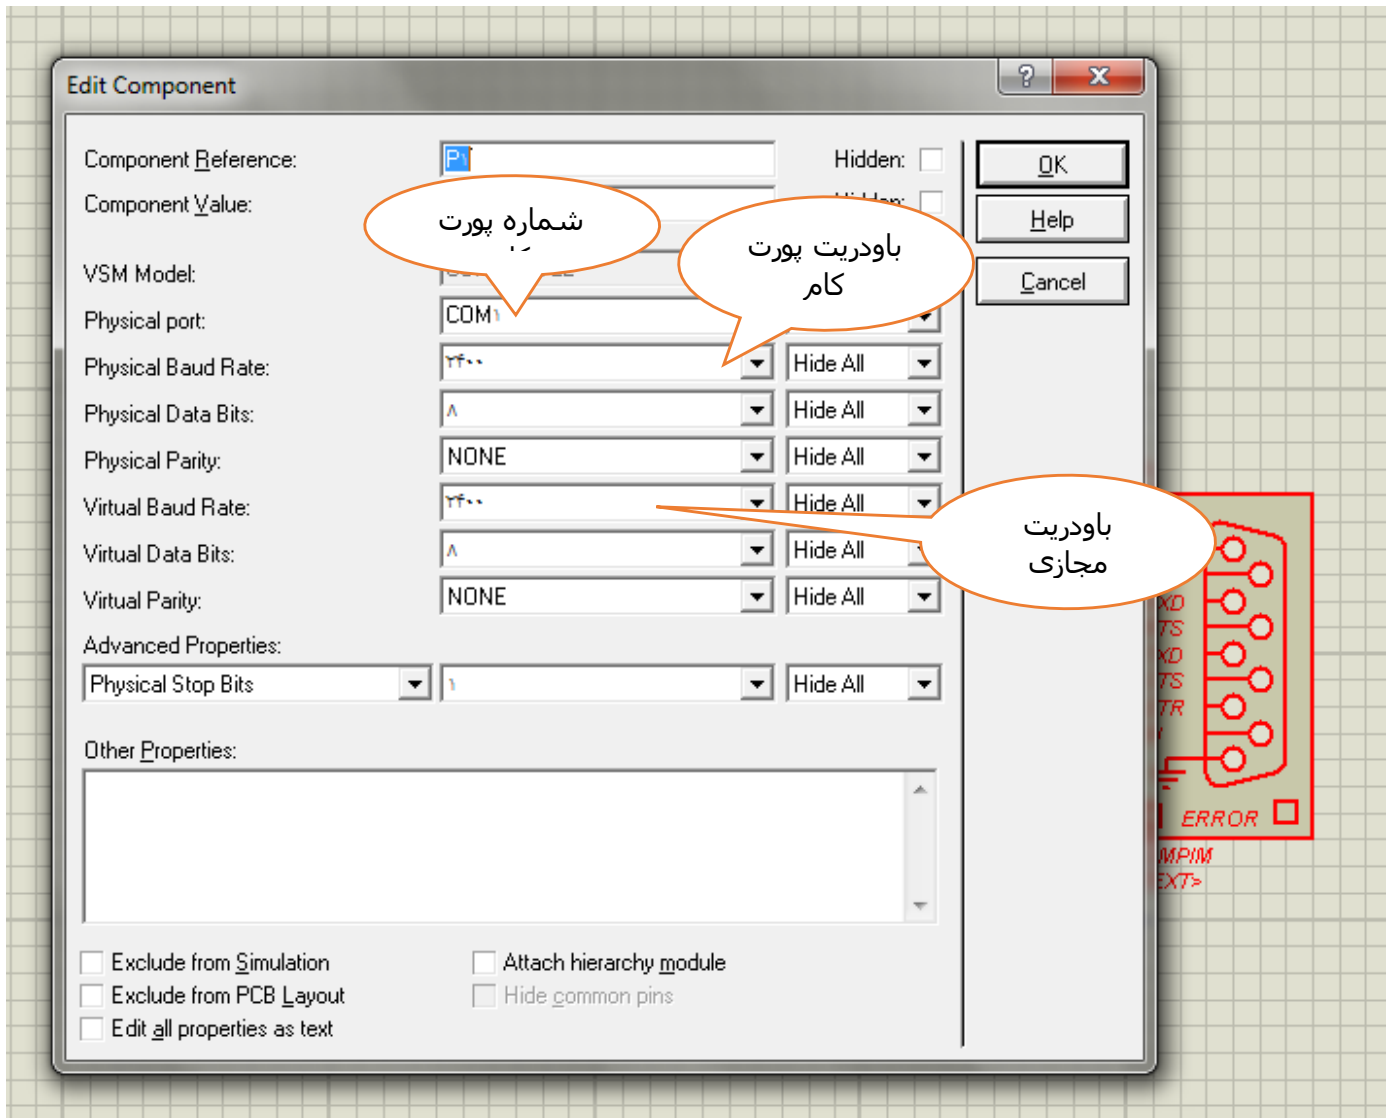 Edit Component
Component Reference:
P۱
Hidden:
OK
Component Value:
Help
شماره پورت
باودریت پورت
کام
VSM Model:
Cancel
Physical port:
COM۱
Physical Baud Rate:
۲۴۰۰
Hide All
Physical Data Bits:
۸
Hide All
Physical Parity:
NONE
Hide All
Virtual Baud Rate:
۲۴۰۰
Hide All
باودریت
مجازی
Virtual Data Bits:
۸
Hide All
Virtual Parity:
NONE
Hide All
Advanced Properties:
Physical Stop Bits
۱
Hide All
Other Properties:
ERROR
Exclude from Simulation
Attach hierarchy module
Exclude from PCB Layout
Hide common pins
Edit all properties as text